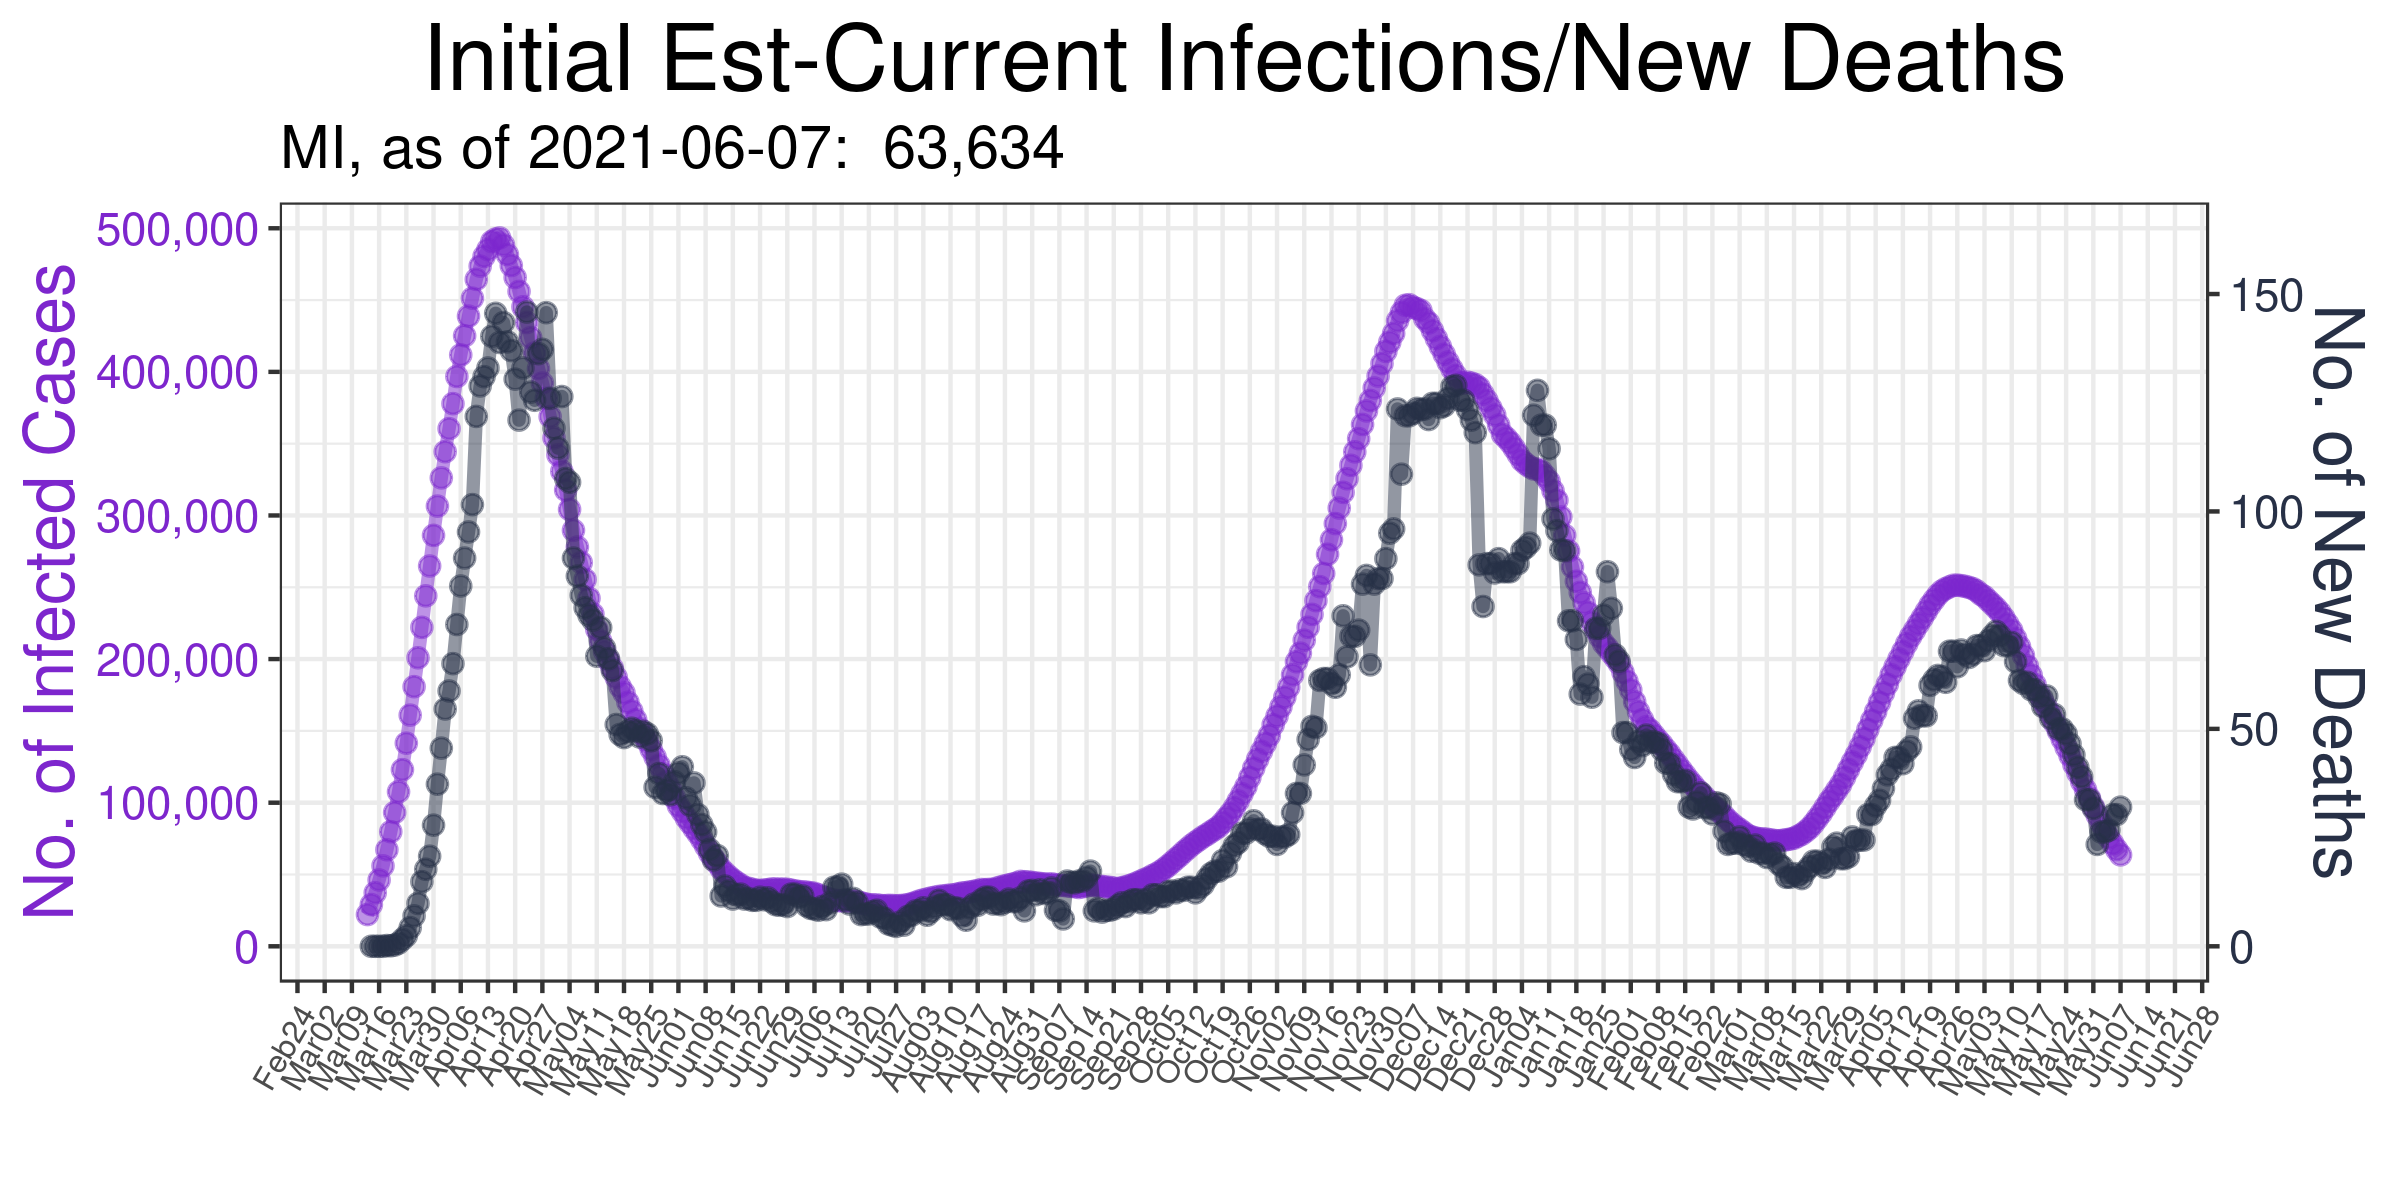 Initial Est-Current Infections/New Deaths
MI, as of 2021-06-07: 63,634
No. of Infected Cases
500,000
400,000
300,000
200,000
100,000
0
150
100
50
0
No. of New Deaths
Feb24
Mar02
Mar09
Mar16
Mar23
Mar30
Apr06
Apr13
Apr20
Apr27
May04
May11
May18
May25
Jun01
Jun08
Jun15
Jun22
Jun29
Jul06
Jul13
Jul20
Jul27
Aug03
Aug10
Aug17
Aug24
Aug31
Sep07
Sep14
Sep21
Sep28
Oct05
Oct12
Oct19
Oct26
Nov02
Nov09
Nov16
Nov23
Nov30
Dec07
Dec14
Dec21
Dec28
Jan04
Jan11
Jan18
Jan25
Feb01
Feb08
Feb15
Feb22
Mar01
Mar08
Mar15
Mar22
Mar29
Apr05
Apr12
Apr19
Apr26
May03
May10
May17
May24
May31
Jun07
Jun14
Jun21
Jun28